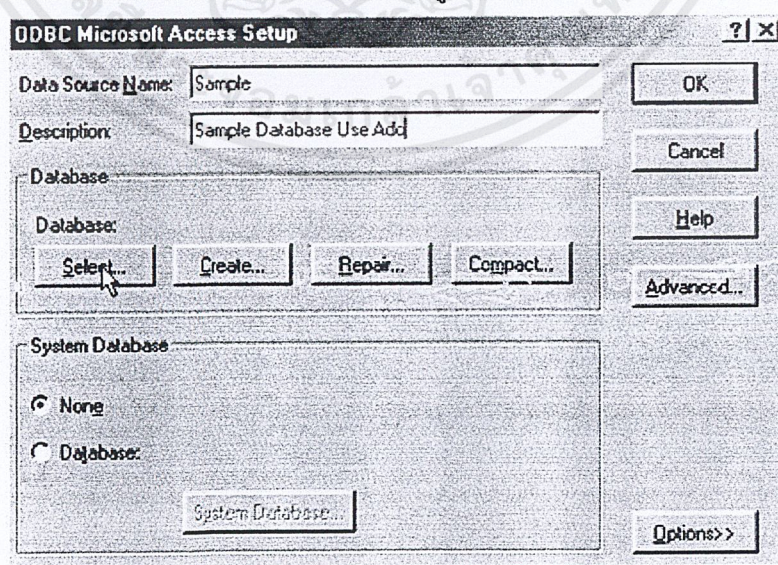 ODBC Microsoft Access Setup
Data Source Name: Sample
Description: Sample Database Use Add
Database
Database:
Select... Create... Repair... Compact...
System Database
None
Database:
System Database...
OK
Cancel
Help
Advanced...
Options>>